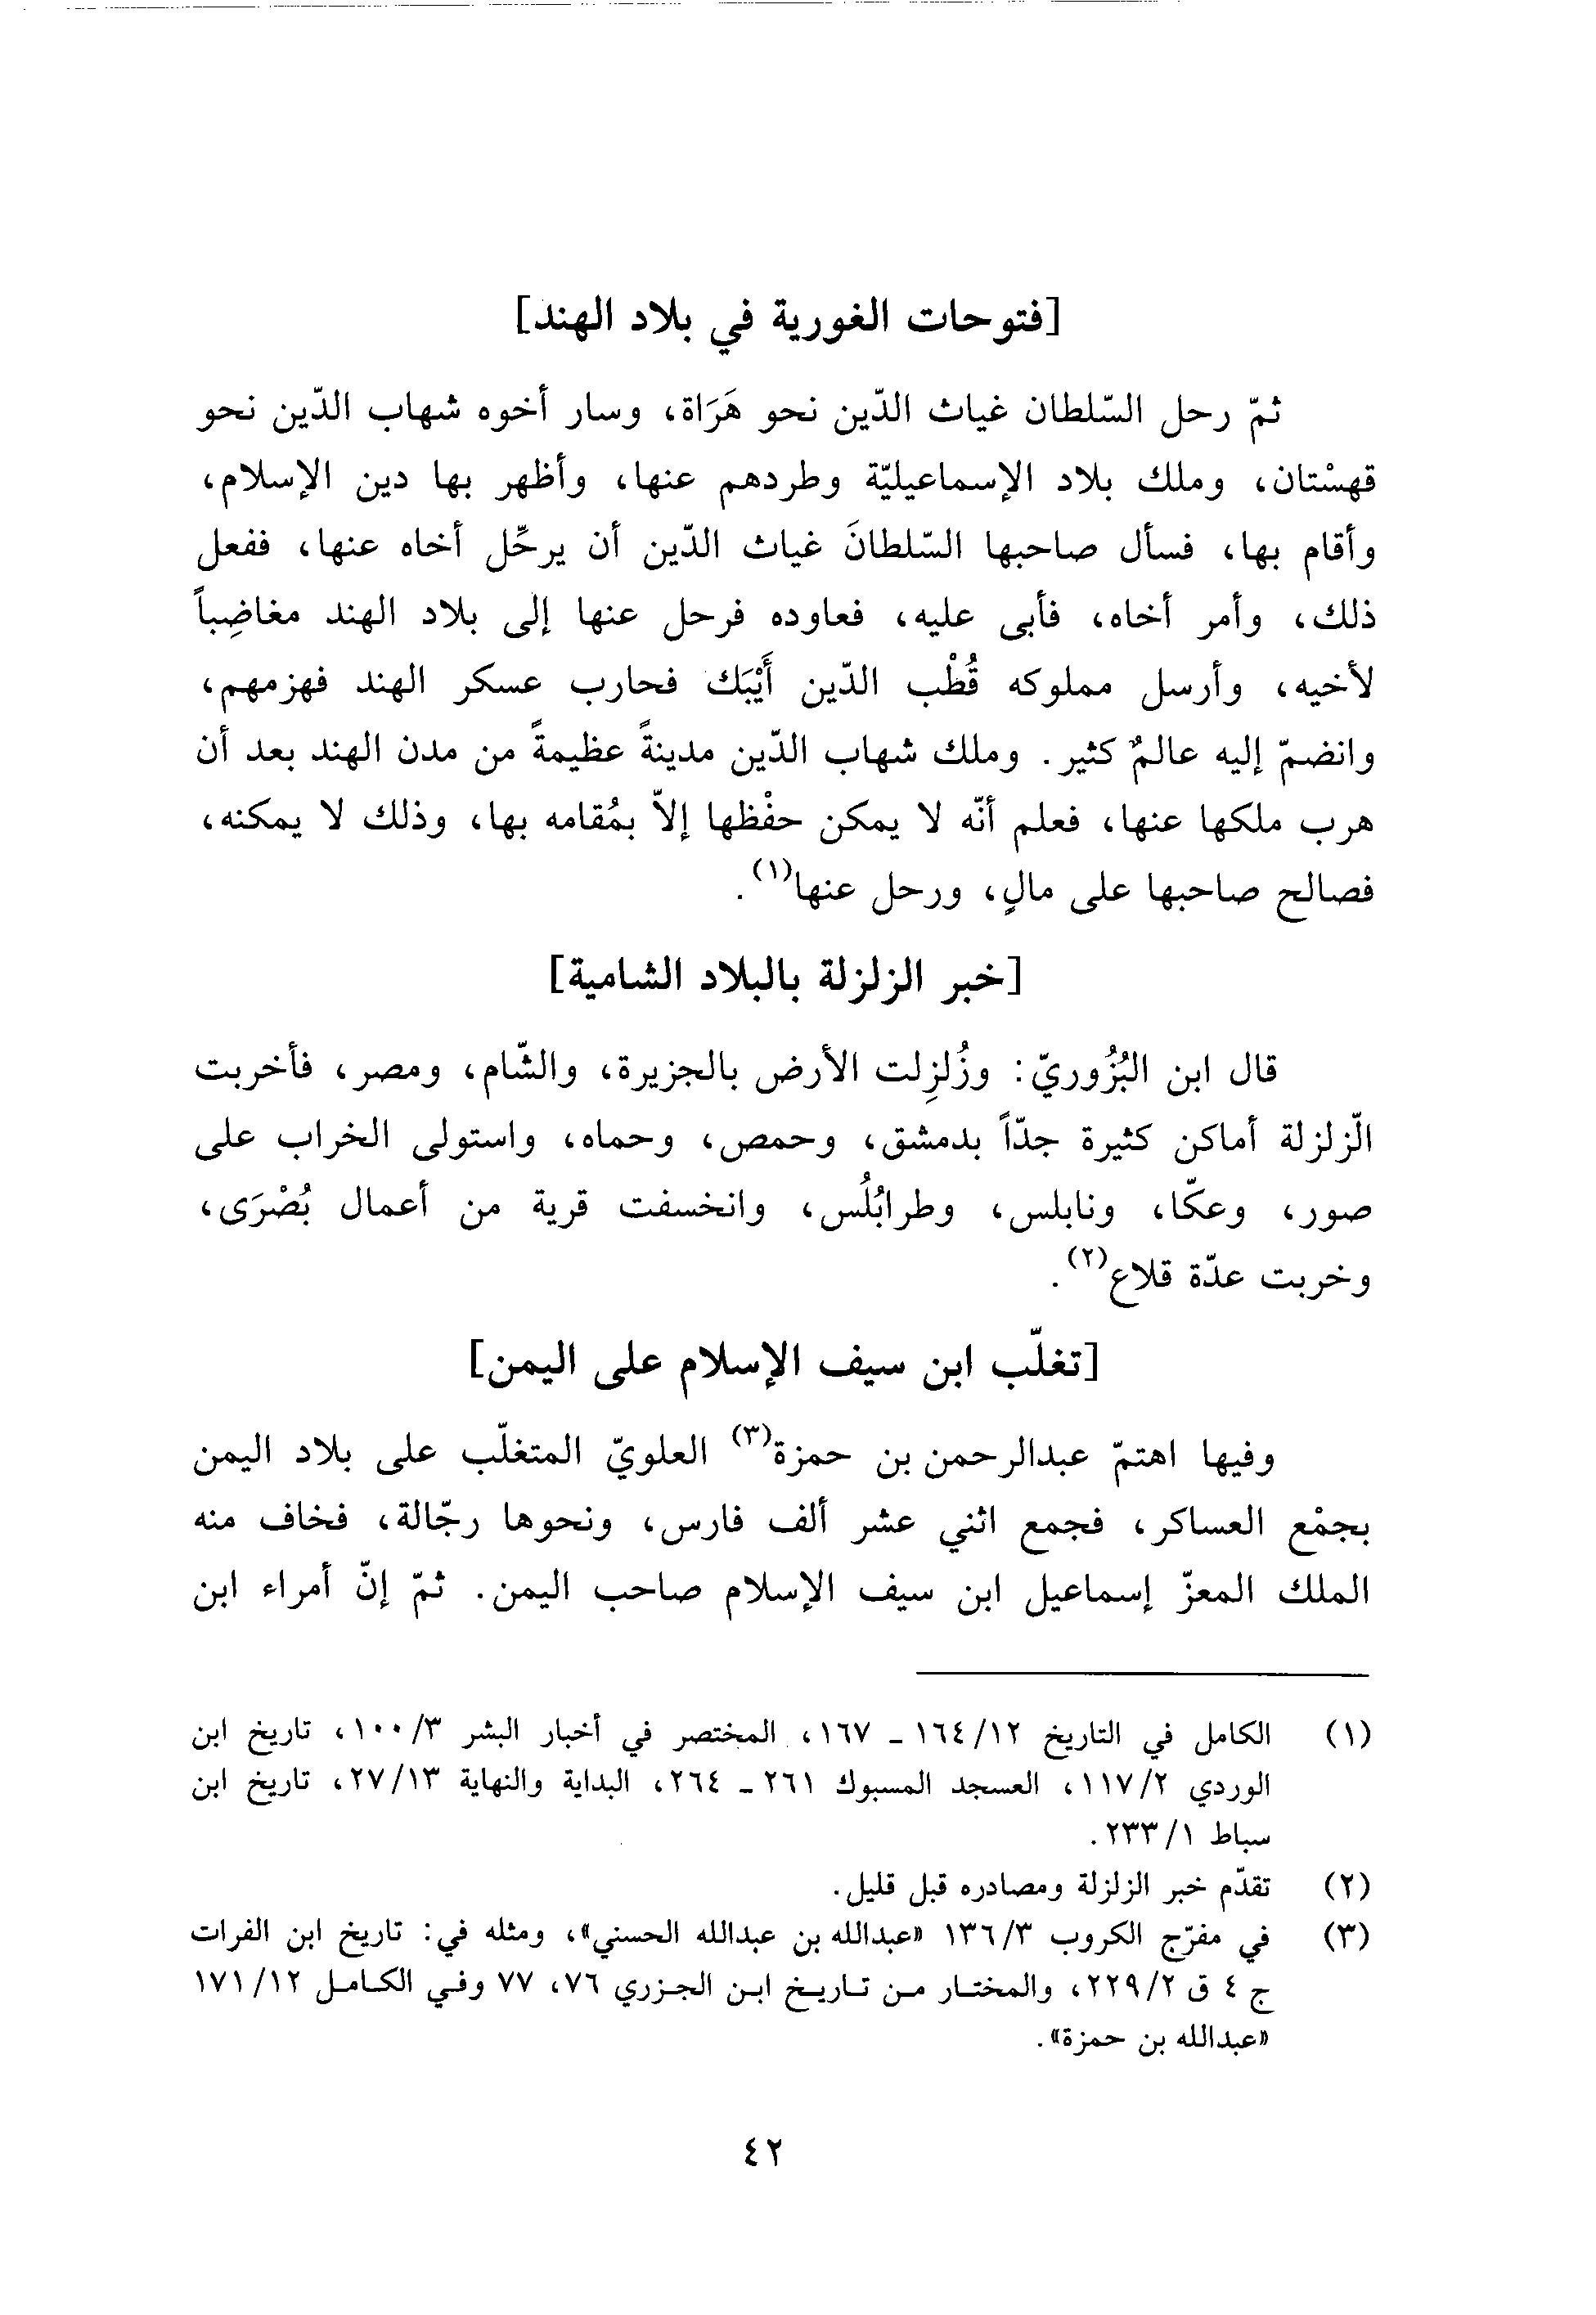 [فتوحات الغورية في بلاد الهند]
ثمّ رحل السّلطان غياث الدّين نحو هَرَاة، وسار أخوه شهاب الدّين نحو
قهسْتان، وملك بلاد الإسماعيليّة وطردهم عنها، وأظهر بها دين الإسلام،
وأقام بها، فسأل صاحبها السّلطانَ غياث الدّين أن يرحِّل أخاه عنها، ففعل
ذلك، وأمر أخاه، فأبى عليه، فعاوده فرحل عنها إلى بلاد الهند مغاضِباً
لأخيه، وأرسل مملوكه قُطْب الدّين أَيْبَك فحارب عسكر الهند فهزمهم،
وانضمّ إليه عالمٌ كثير. وملك شهاب الدّين مدينةً عظيمةً من مدن الهند بعد أن
هرب ملكها عنها، فعلم أنّه لا يمكن حفْظها إلاّ بمُقامه بها، وذلك لا يمكنه،
فصالح صاحبها على مالٍ، ورحل عنها(١).
[خبر الزلزلة بالبلاد الشامية]
قال ابن البُزُوريّ: وزُلزِلت الأرض بالجزيرة، والشّام، ومصر، فأخربت
الّزلزلة أماكن كثيرة جدّاً بدمشق، وحمص، وحماه، واستولى الخراب على
صور، وعكّا، ونابلس، وطرابُلُس، وانخسفت قرية من أعمال بُصْرَى،
وخربت عدّة قلاع(٢).
[تغلّب ابن سيف الإسلام على اليمن]
وفيها اهتمّ عبدالرحمن بن حمزة(٣) العلويّ المتغلّب على بلاد اليمن
بجمْع العساكر، فجمع اثني عشر ألف فارس، ونحوها رجّالة، فخاف منه
الملك المعزّ إسماعيل ابن سيف الإسلام صاحب اليمن. ثمّ إنّ أمراء ابن
(١) الكامل في التاريخ ١٦٤/١٢ - ١٦٧، المختصر في أخبار البشر ١٠٠/٣، تاريخ ابن
الوردي ١١٧/٢، العسجد المسبوك ٢٦١ - ٢٦٤، البداية والنهاية ٢٧/١٣، تاريخ ابن
سباط ٢٣٣/١.
(٢) تقدّم خبر الزلزلة ومصادره قبل قليل.
(٣) في مفرّج الكروب ١٣٦/٣ «عبدالله بن عبدالله الحسني»، ومثله في: تاريخ ابن الفرات
ج ٤ ق ٢٢٩/٢، والمختـار مـن تـاريـخ ابـن الجـزري ٧٦، ٧٧ وفـي الكـامـل ١٧١/١٢
«عبدالله بن حمزة».
٤٢